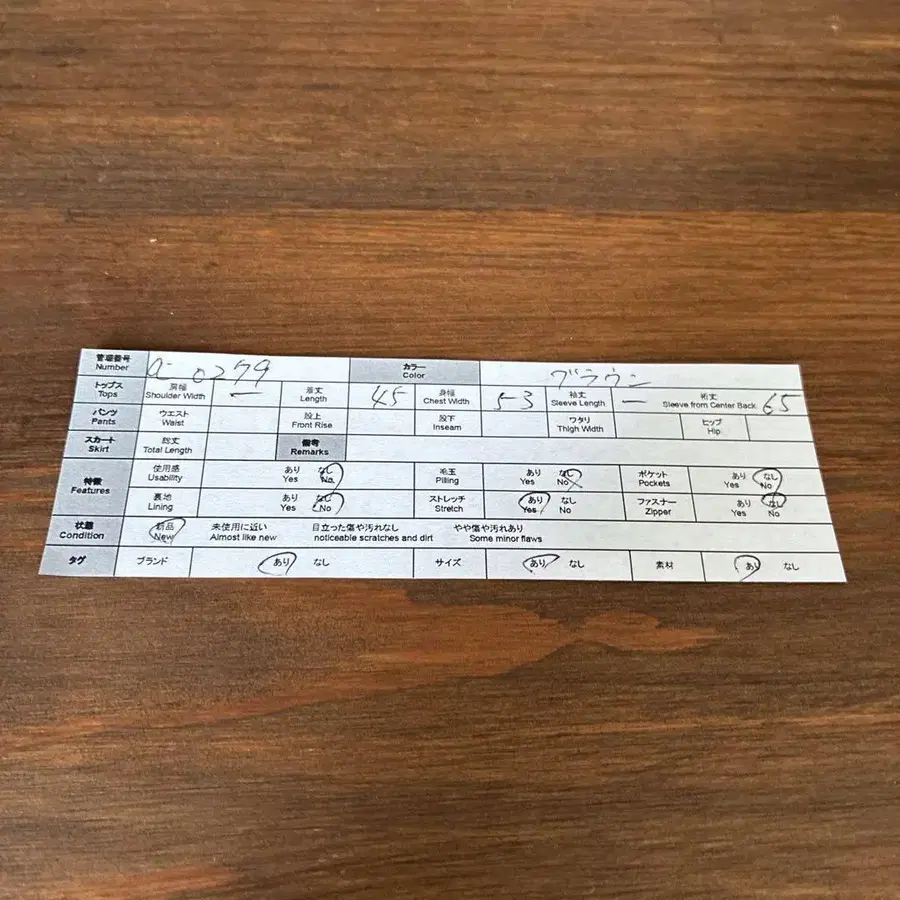 管理番号 a-0279 カラー ブラウン
Number Color
トップス 肩幅 — 着丈 45 身幅 53 袖丈 — 裄丈 65
Tops Shoulder Width Length Chest Width Sleeve Length Sleeve from Center Back
パンツ ウエスト 股上 股下 ワタリ ヒップ
Pants Waist Front Rise Inseam Thigh Width Hip
スカート 総丈 備考
Skirt Total Length Remarks
特徴 使用感 あり なし 毛玉 あり なし ポケット あり なし
Features Usability Yes No Pilling Yes No Pockets Yes No
裏地 あり なし ストレッチ あり なし ファスナー あり なし
Lining Yes No Stretch Yes No Zipper Yes No
状態 新品 未使用に近い 目立った傷や汚れなし やや傷や汚れあり
Condition New Almost like new noticeable scratches and dirt Some minor flaws
タグ ブランド あり なし サイズ あり なし 素材 あり なし